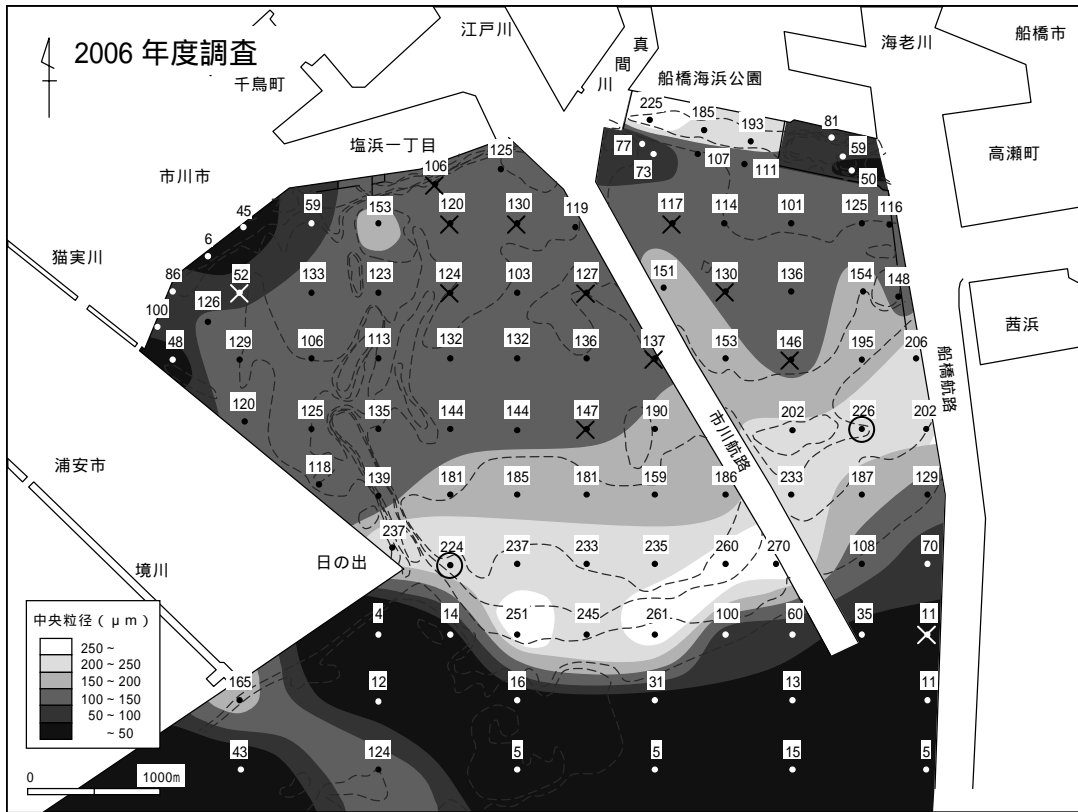 2006 年度調査
江戸川
真間川
海老川
船橋市
千鳥町
船橋海浜公園
塩浜一丁目
高瀬町
市川市
猫実川
茜浜
船橋航路
市川航路
浦安市
日の出
境川
225 185 193 81
77 59
73 107 111 50
125
106
45 59 153 120 130 119 117 114 101 125 116
6
86 52 133 123 124 103 127 151 130 136 154 148
100 126
48 129 106 113 132 132 136 137 153 146 195 206
120 125 135 144 144 147 190 202 226 202
118 139 181 185 181 159 186 233 187 129
237 224 237 233 235 260 270 108 70
4 14 251 245 261 100 60 35 11
165 12 16 31 13 11
43 124 5 5 15 5
中央粒径(μm)
250~
200~250
150~200
100~150
50~100
~50
0 1000m